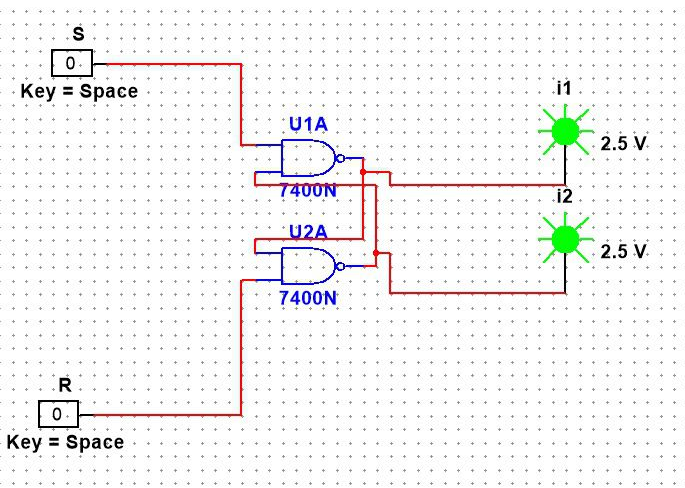 S
0
Key = Space
U1A
7400N
i1
2.5 V
i2
2.5 V
U2A
7400N
R
0
Key = Space